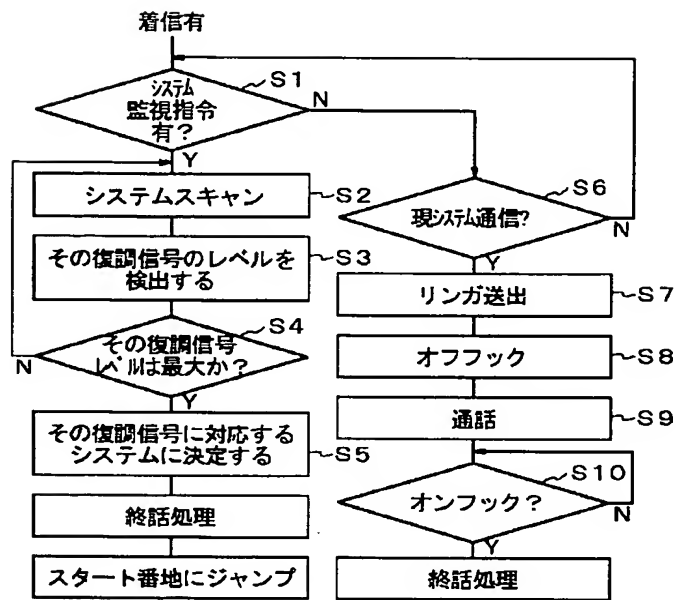 着信有
S1
システム
監視指令
有?
N
Y
システムスキャン
S2
その復調信号のレベルを
検出する
S3
S4
その復調信号
レベルは最大か?
N
Y
その復調信号に対応する
システムに決定する
S5
終話処理
スタート番地にジャンプ
S6
現システム通信?
N
Y
リンガ送出
S7
オフフック
S8
通話
S9
S10
オンフック?
N
Y
終話処理